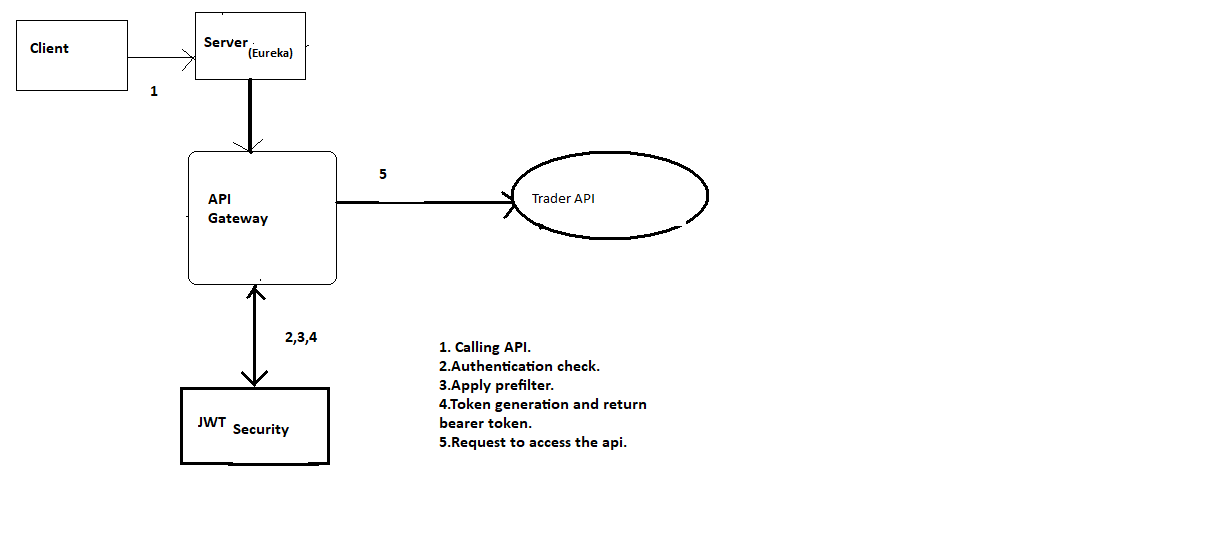 Client
Server
(Eureka)
1
API
Gateway
5
Trader API
2,3,4
JWT Security
1. Calling API.
2.Authentication check.
3.Apply prefilter.
4.Token generation and return
bearer token.
5.Request to access the api.